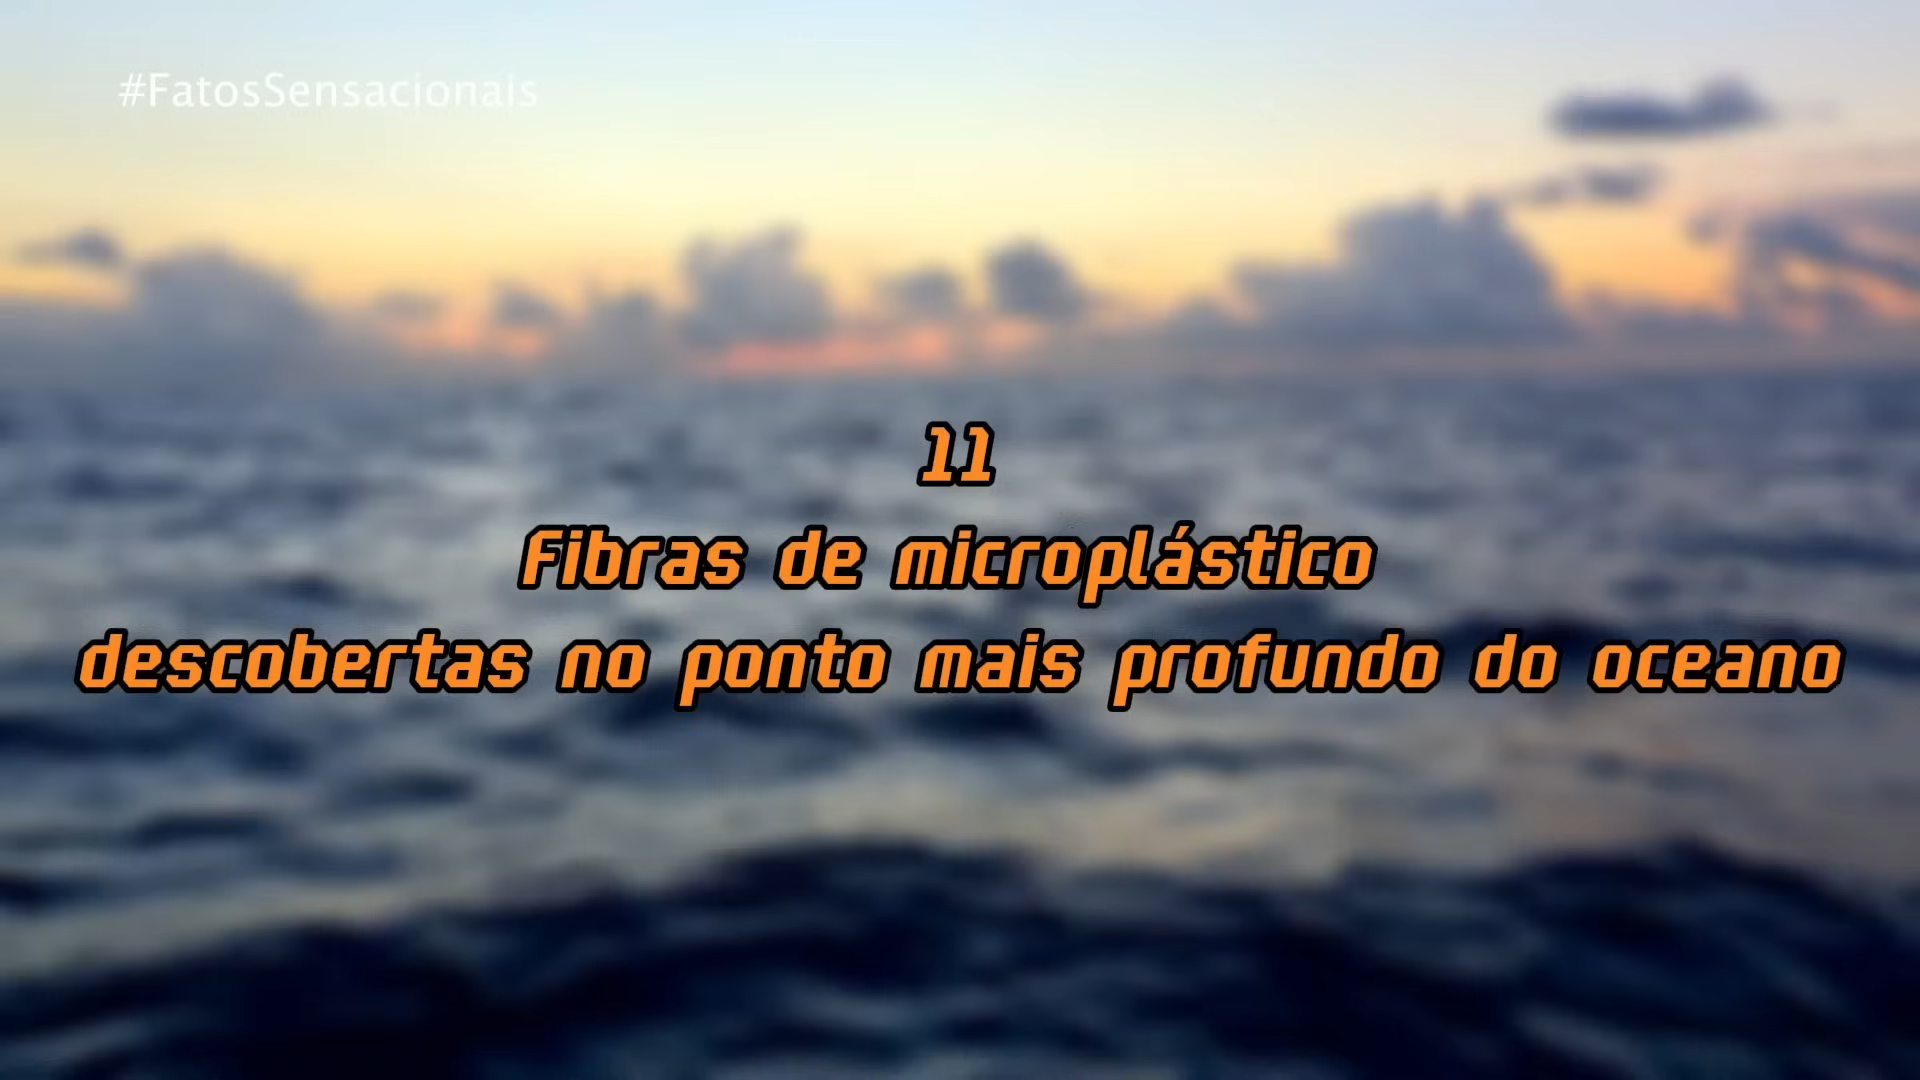 #FatosSensacionais
11
Fibras de microplástico
descobertas no ponto mais profundo do oceano